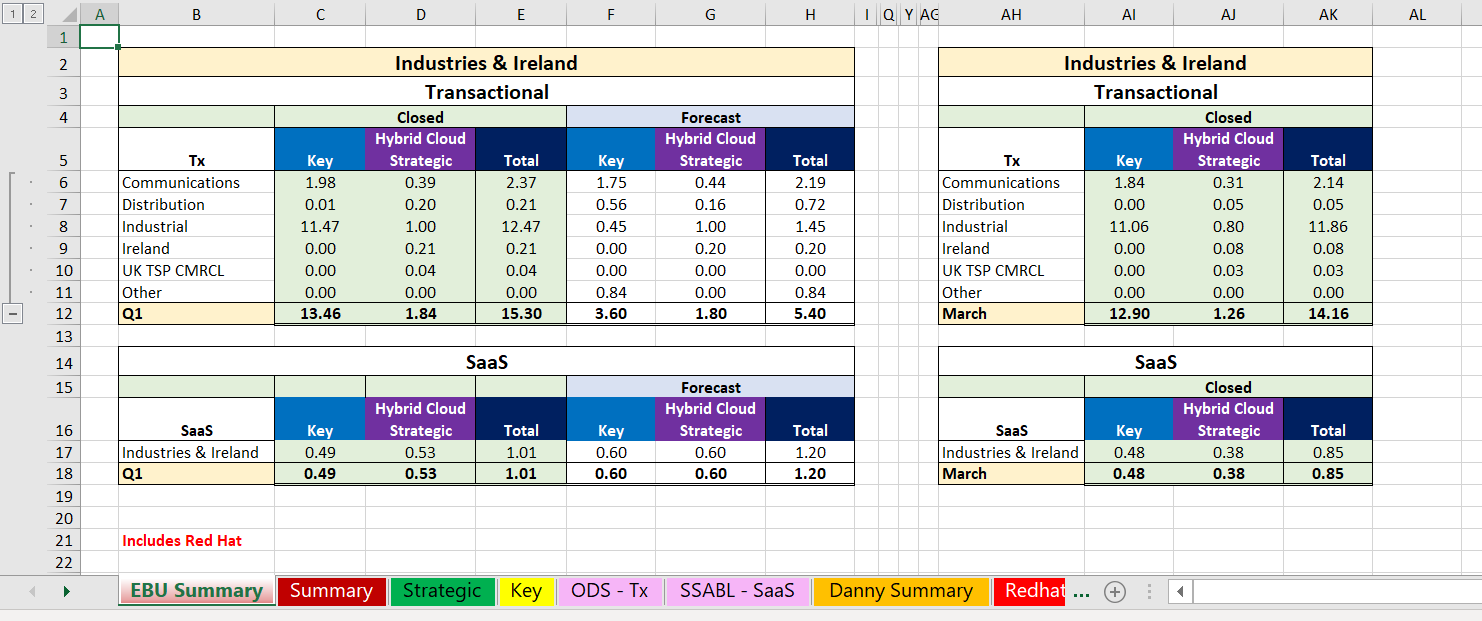 1 2 A B C D E F G H I Q Y AG AH AI AJ AK AL
1
2 Industries & Ireland Industries & Ireland
3 Transactional Transactional
4 Closed Forecast Closed
Hybrid Cloud Hybrid Cloud Hybrid Cloud
5 Tx Key Strategic Total Key Strategic Total Tx Key Strategic Total
6 Communications 1.98 0.39 2.37 1.75 0.44 2.19 Communications 1.84 0.31 2.14
7 Distribution 0.01 0.20 0.21 0.56 0.16 0.72 Distribution 0.00 0.05 0.05
8 Industrial 11.47 1.00 12.47 0.45 1.00 1.45 Industrial 11.06 0.80 11.86
9 Ireland 0.00 0.21 0.21 0.00 0.20 0.20 Ireland 0.00 0.08 0.08
10 UK TSP CMRCL 0.00 0.04 0.04 0.00 0.00 0.00 UK TSP CMRCL 0.00 0.03 0.03
11 Other 0.00 0.00 0.00 0.84 0.00 0.84 Other 0.00 0.00 0.00
12 Q1 13.46 1.84 15.30 3.60 1.80 5.40 March 12.90 1.26 14.16
13
14 SaaS SaaS
15 Forecast Closed
Hybrid Cloud Hybrid Cloud Hybrid Cloud
16 SaaS Key Strategic Total Key Strategic Total SaaS Key Strategic Total
17 Industries & Ireland 0.49 0.53 1.01 0.60 0.60 1.20 Industries & Ireland 0.48 0.38 0.85
18 Q1 0.49 0.53 1.01 0.60 0.60 1.20 March 0.48 0.38 0.85
19
20
21 Includes Red Hat
22
EBU Summary Summary Strategic Key ODS - Tx SSABL - SaaS Danny Summary Redhat ...